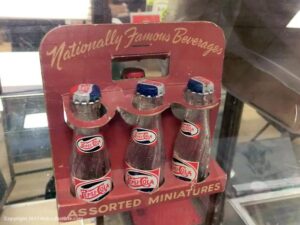 Nationally Famous Beverages
PEPSI-COLA
PEPSI-COLA
PEPSI-COLA
ASSORTED MINIATURES